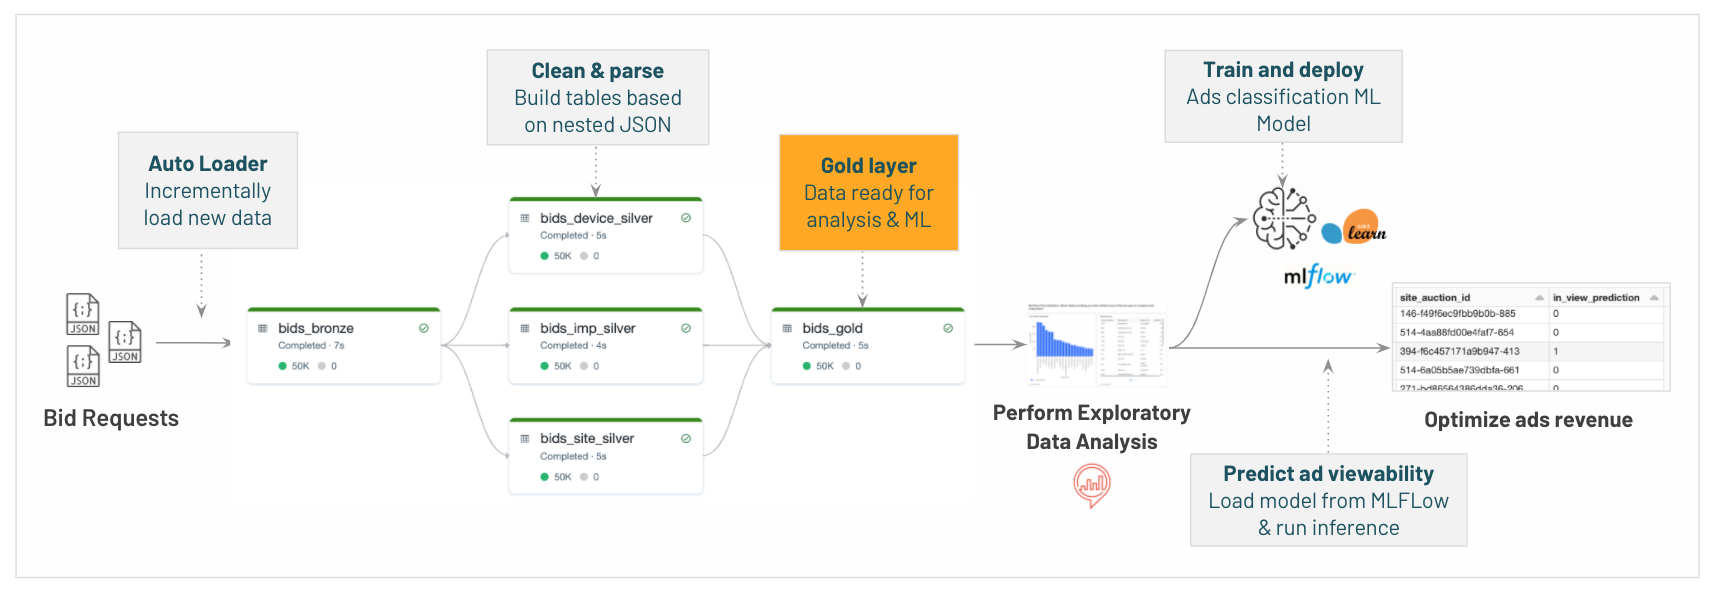 Auto Loader
Incrementally
load new data
{;}
JSON
{;}
JSON
{;}
JSON
Bid Requests
bids_bronze
Completed · 7s
50K 0
Clean & parse
Build tables based
on nested JSON
bids_device_silver
Completed · 5s
50K 0
bids_imp_silver
Completed · 4s
50K 0
bids_site_silver
Completed · 5s
50K 0
Gold layer
Data ready for
analysis & ML
bids_gold
Completed · 5s
50K 0
Perform Exploratory
Data Analysis
Train and deploy
Ads classification ML
Model
learn
mlflow
site_auction_id in_view_prediction
146-f49f6ec9fbb9b0b-885 0
514-4aa88fd00e4faf7-654 0
394-f6c457171a9b947-413 1
514-6a05b5ae739dbfa-661 0
271-bd86564386dda36-206 0
Optimize ads revenue
Predict ad viewability
Load model from MLFLow
& run inference